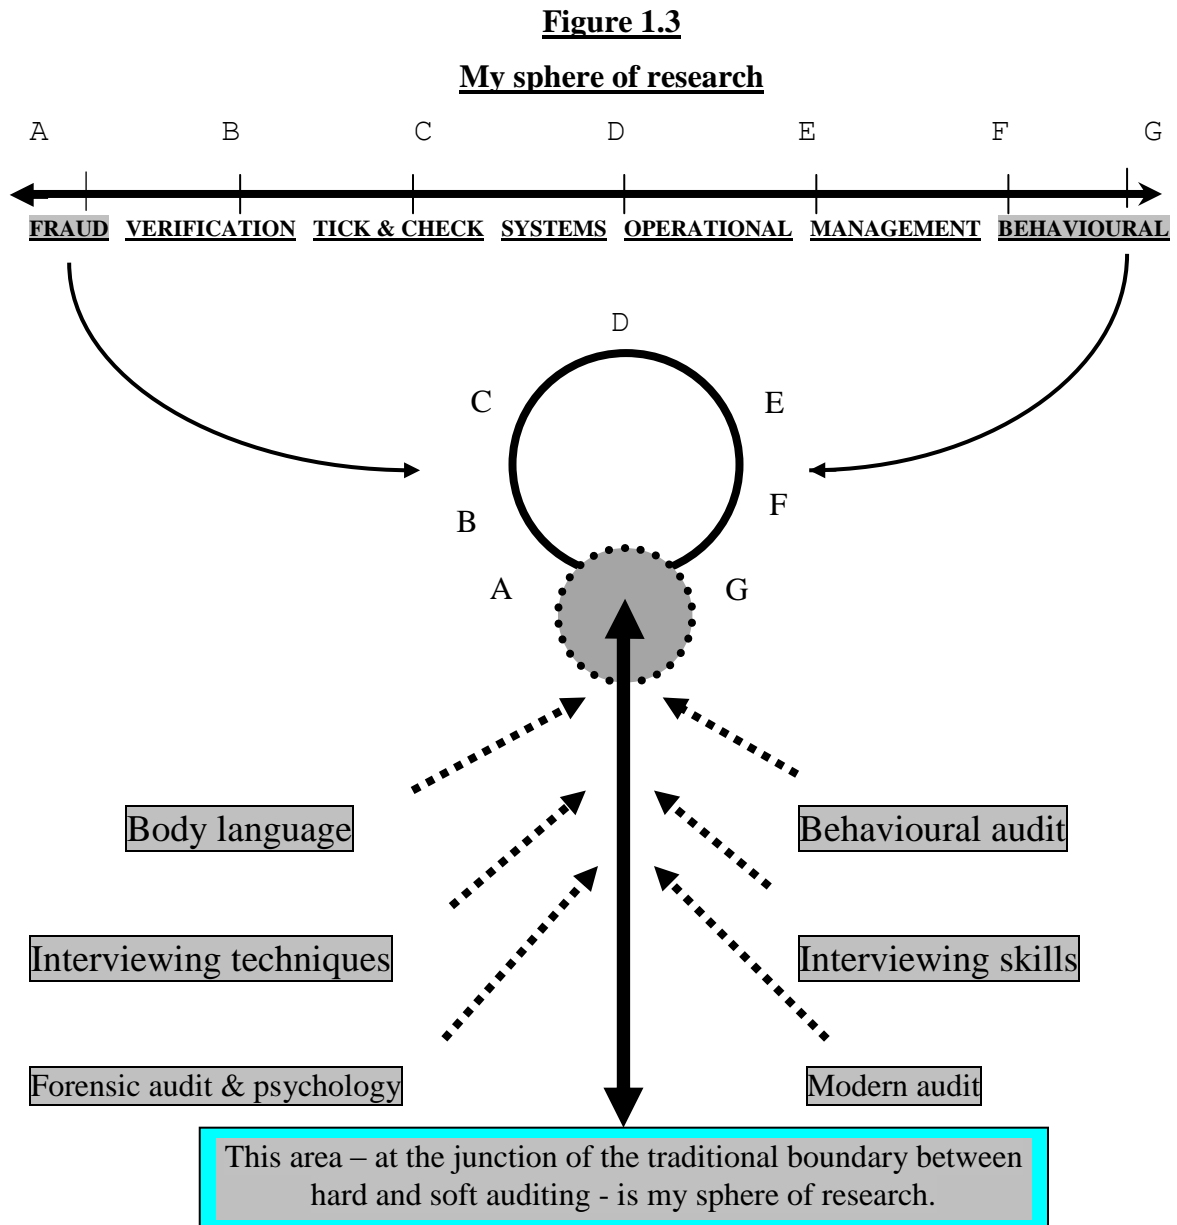 Figure 1.3
My sphere of research
A B C D E F G
FRAUD VERIFICATION TICK & CHECK SYSTEMS OPERATIONAL MANAGEMENT BEHAVIOURAL
D
C E
B F
A G
Body language Behavioural audit
Interviewing techniques Interviewing skills
Forensic audit & psychology Modern audit
This area – at the junction of the traditional boundary between
hard and soft auditing - is my sphere of research.